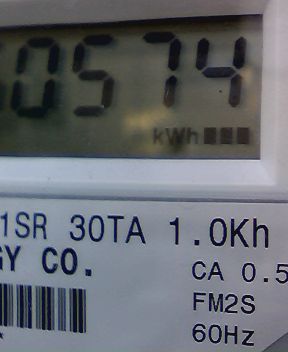 0574
kWh
1SR 30TA 1.0Kh
GY CO.
CA 0.5
FM2S
60Hz